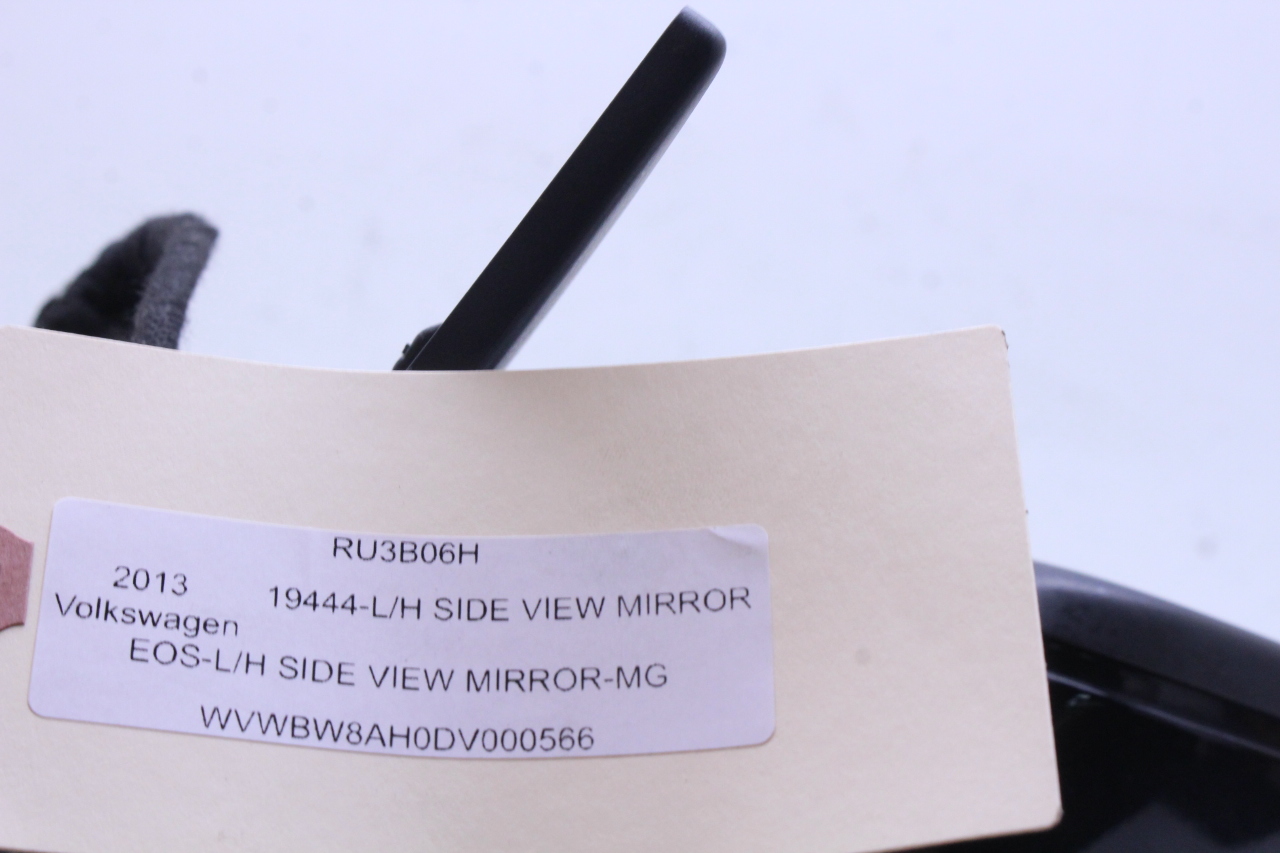 RU3B06H
2013
19444-L/H SIDE VIEW MIRROR
Volkswagen
EOS-L/H SIDE VIEW MIRROR-MG
WVWBW8AH0DV000566